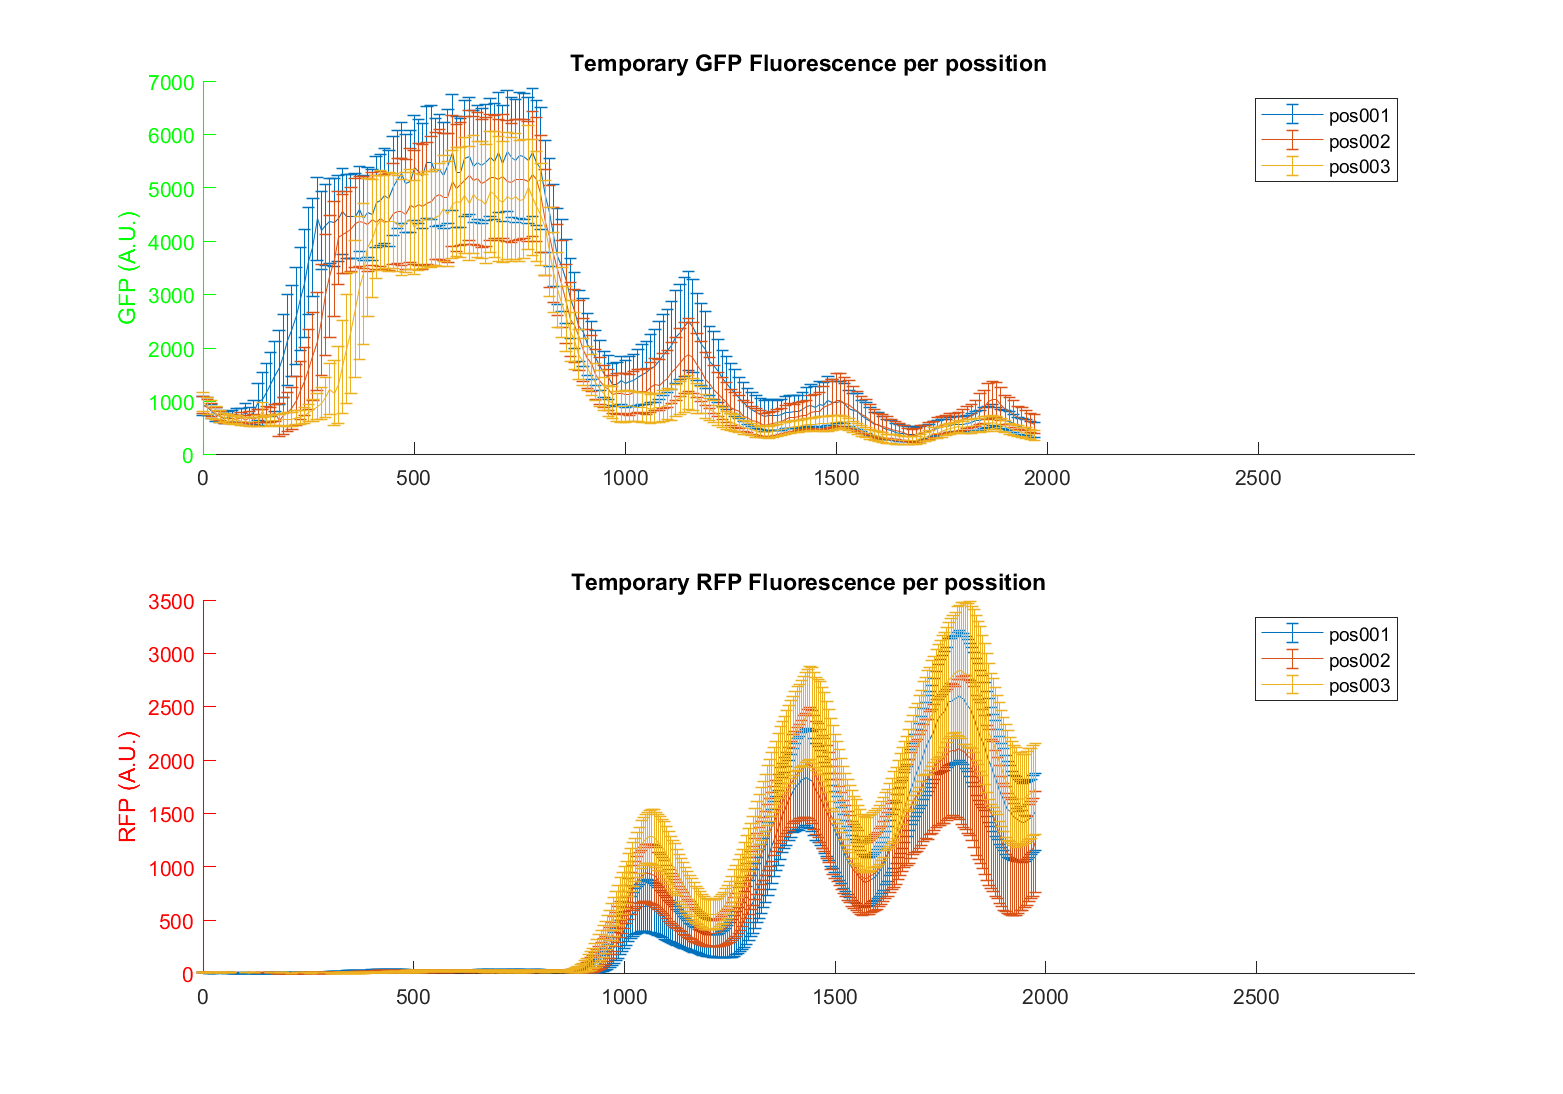 Temporary GFP Fluorescence per possition
GFP (A.U.)
7000
6000
5000
4000
3000
2000
1000
0
0 500 1000 1500 2000 2500
pos001
pos002
pos003
Temporary RFP Fluorescence per possition
RFP (A.U.)
3500
3000
2500
2000
1500
1000
500
0
0 500 1000 1500 2000 2500
pos001
pos002
pos003